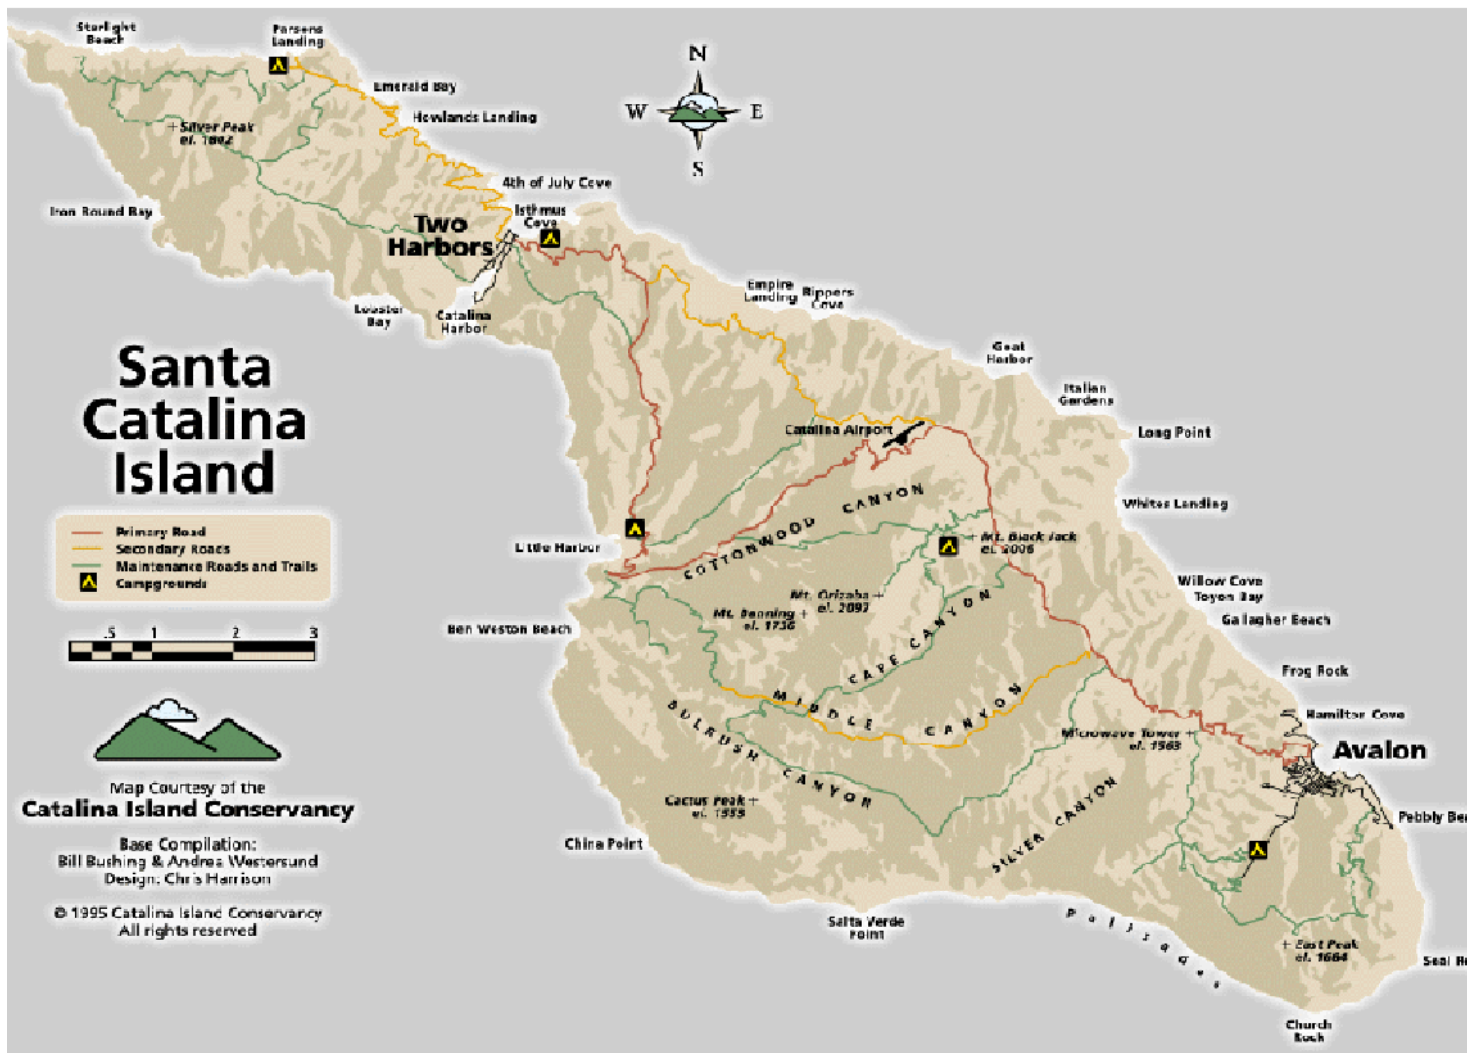 Starlight
Beach
Parsons
Landing
Emerald Bay
Howlands Landing
N
W
E
S
Silver Peak
el. 1802
4th of July Cove
Isthmus
Cove
Iron Bound Bay
Two
Harbors
Empire
Landing
Rippers
Cove
Lobster
Bay
Catalina
Harbor
Goat
Harbor
Santa
Catalina
Island
Italian
Gardens
Catalina Airport
Long Point
COTTONWOOD CANYON
Whites Landing
Primary Road
Secondary Roads
Maintenance Roads and Trails
Campgrounds
Little Harbor
Mt. Black Jack
el. 2006
Willow Cove
Toyon Bay
Mt. Orizaba
el. 2097
Mt. Banning
el. 1736
Gallagher Beach
.5 1 2 3
Ben Weston Beach
CAPE CANYON
Frog Rock
MIDDLE CANYON
BULRUSH CANYON
Hamilton Cove
Microwave Tower
el. 1563
Avalon
Map Courtesy of the
Catalina Island Conservancy
Cactus Peak
el. 1555
SILVER CANYON
Pebbly
Base Compilation:
Bill Bushing & Andrea Westersund
Design: Chris Harrison
China Point
© 1995 Catalina Island Conservancy
All rights reserved
Salta Verde
Point
Palisades
East Peak
el. 1664
Seal
Church
Rock